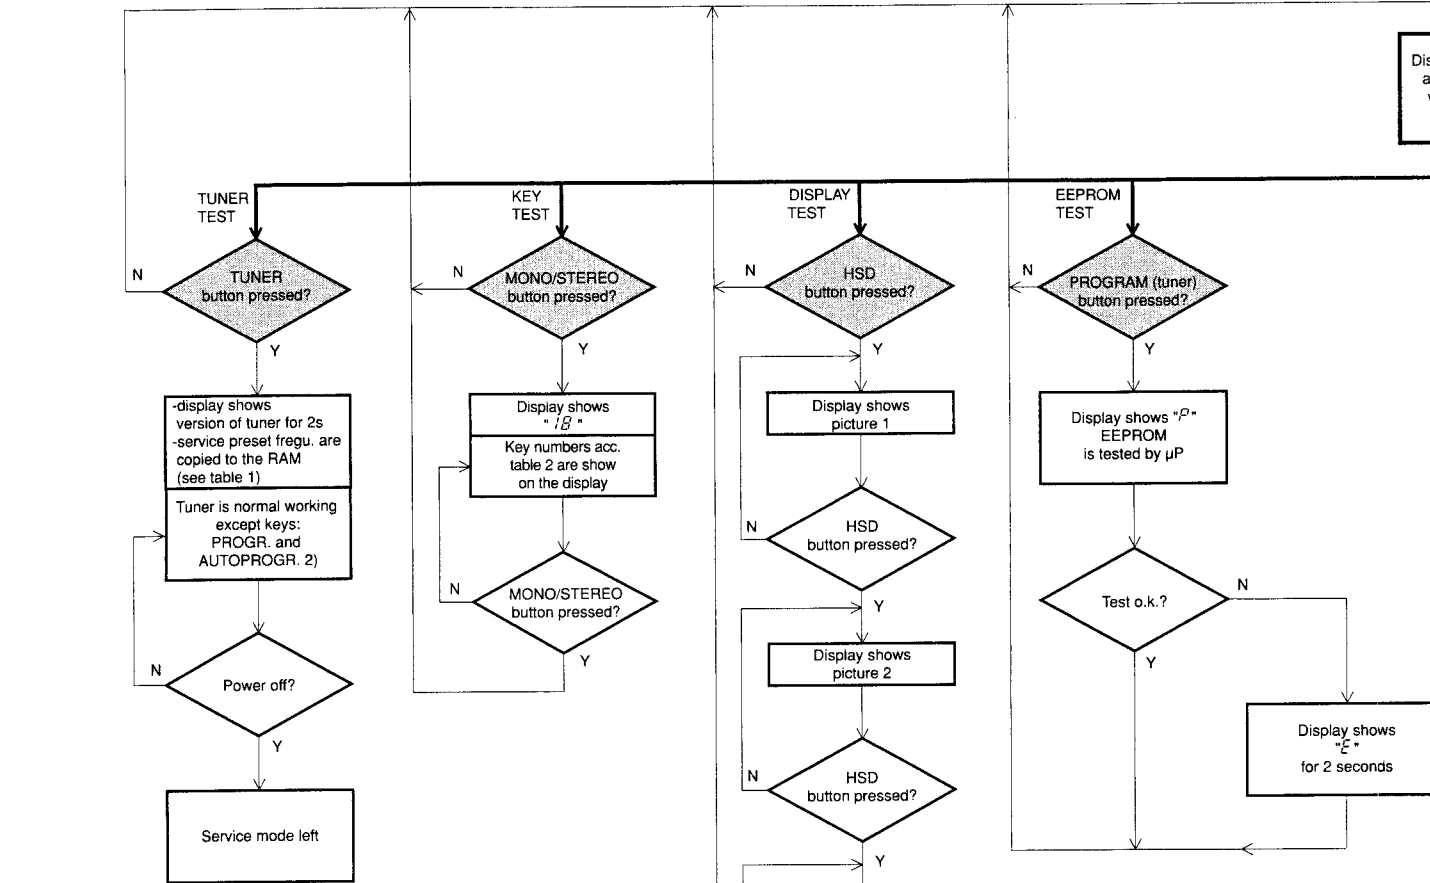 TUNER
TEST
N
TUNER
button pressed?
Y
-display shows
version of tuner for 2s
-service preset frequ. are
copied to the RAM
(see table 1)
Tuner is normal working
except keys:
PROGR. and
AUTOPROGR. 2)
N
Power off?
Y
Service mode left
KEY
TEST
N
MONO/STEREO
button pressed?
Y
Display shows
"18"
Key numbers acc.
table 2 are show
on the display
N
MONO/STEREO
button pressed?
Y
DISPLAY
TEST
N
HSD
button pressed?
Y
Display shows
picture 1
N
HSD
button pressed?
Y
Display shows
picture 2
N
HSD
button pressed?
Y
EEPROM
TEST
N
PROGRAM (tuner)
button pressed?
Y
Display shows "P"
EEPROM
is tested by µP
Test o.k.?
N
Y
Display shows
"E"
for 2 seconds
Dis
a